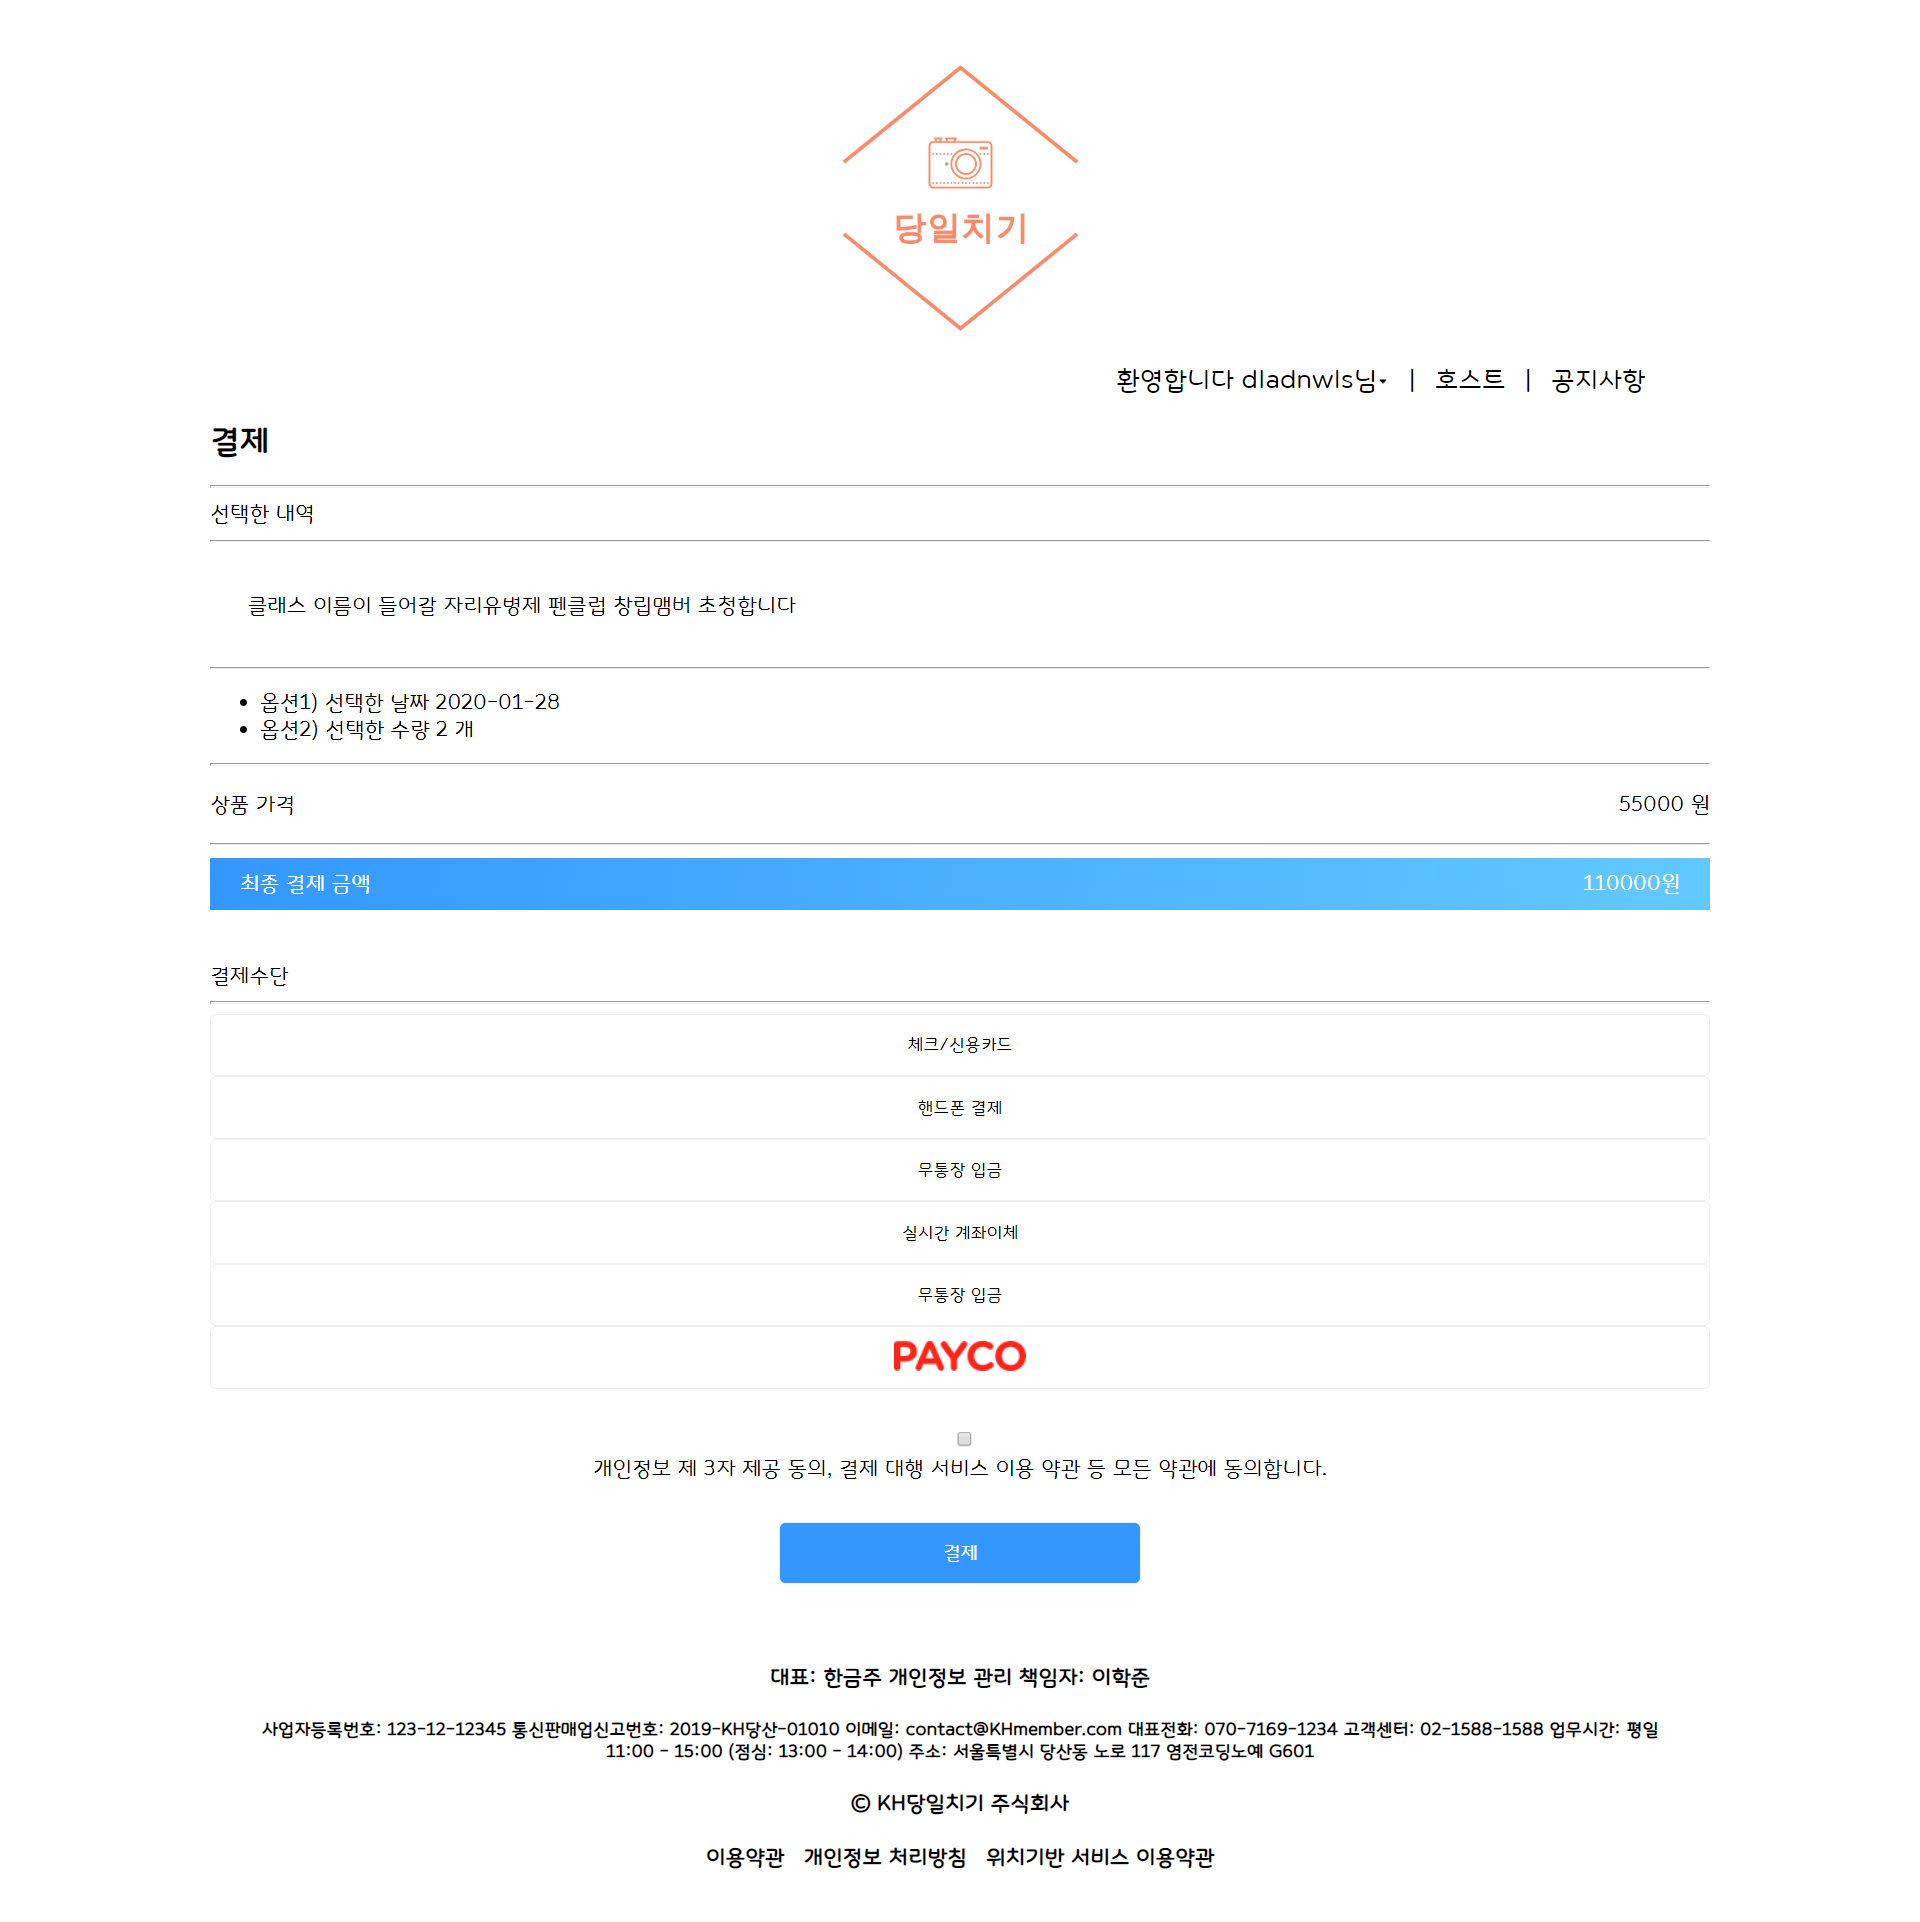 당일치기
환영합니다 dladnwls님 | 호스트 | 공지사항
결제
선택한 내역
클래스 이름이 들어갈 자리유병제 펜클럽 창립맴버 초청합니다
옵션1) 선택한 날짜 2020-01-28
옵션2) 선택한 수량 2 개
상품 가격 55000 원
최종 결제 금액 110000원
결제수단
체크/신용카드
핸드폰 결제
무통장 입금
실시간 계좌이체
무통장 입금
PAYCO
개인정보 제 3자 제공 동의, 결제 대행 서비스 이용 약관 등 모든 약관에 동의합니다.
결제
대표: 한금주 개인정보 관리 책임자: 이학준
사업자등록번호: 123-12-12345 통신판매업신고번호: 2019-KH당산-01010 이메일: contact@KHmember.com 대표전화: 070-7169-1234 고객센터: 02-1588-1588 업무시간: 평일
11:00 - 15:00 (점심: 13:00 - 14:00) 주소: 서울특별시 당산동 노로 117 염전코딩노예 G601
© KH당일치기 주식회사
이용약관 개인정보 처리방침 위치기반 서비스 이용약관